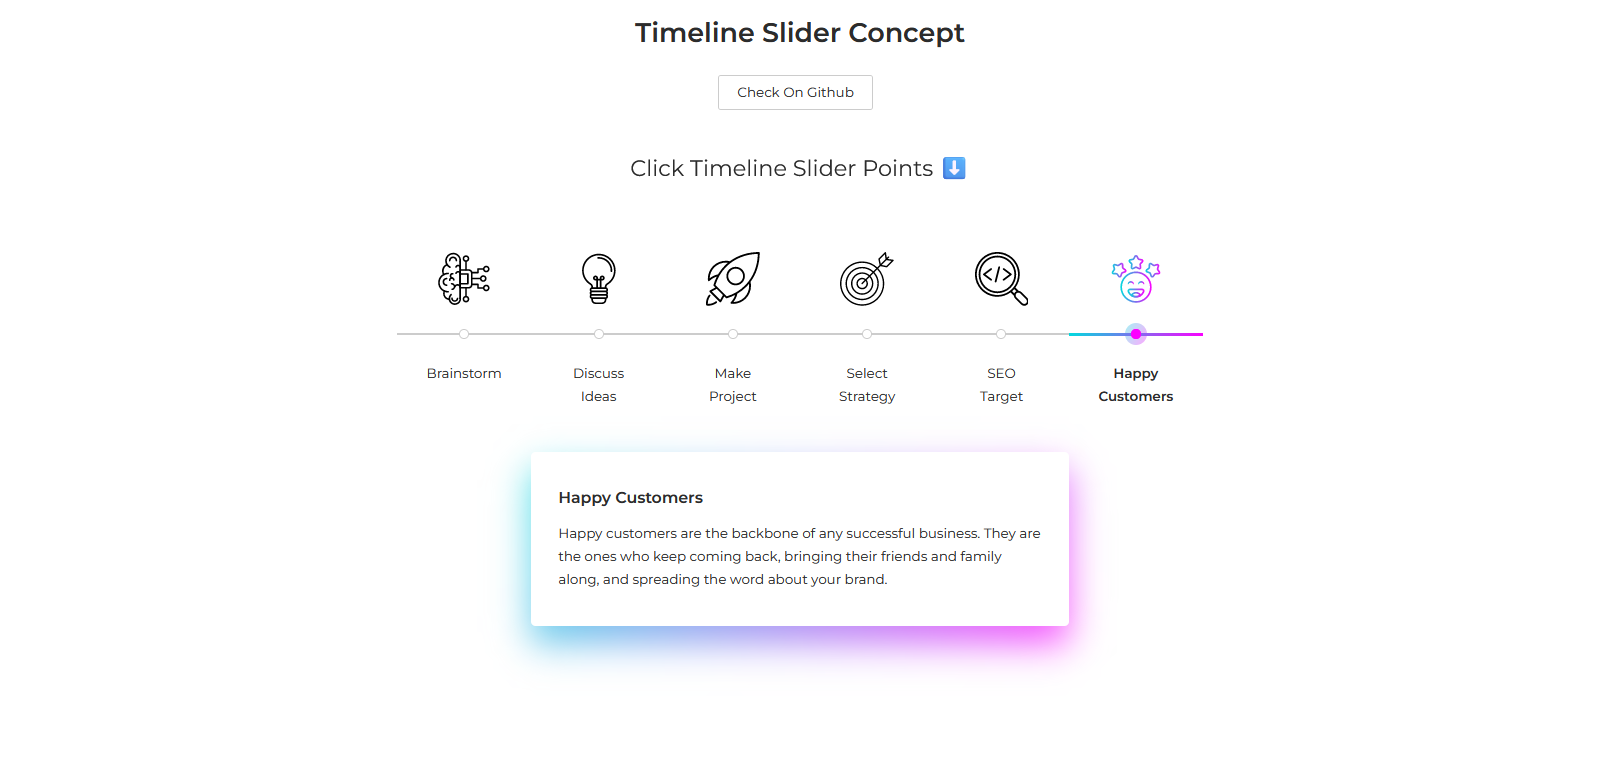 Timeline Slider Concept
Check On Github
Click Timeline Slider Points ⬇️
</>
Brainstorm
Discuss
Ideas
Make
Project
Select
Strategy
SEO
Target
Happy
Customers
Happy Customers
Happy customers are the backbone of any successful business. They are
the ones who keep coming back, bringing their friends and family
along, and spreading the word about your brand.